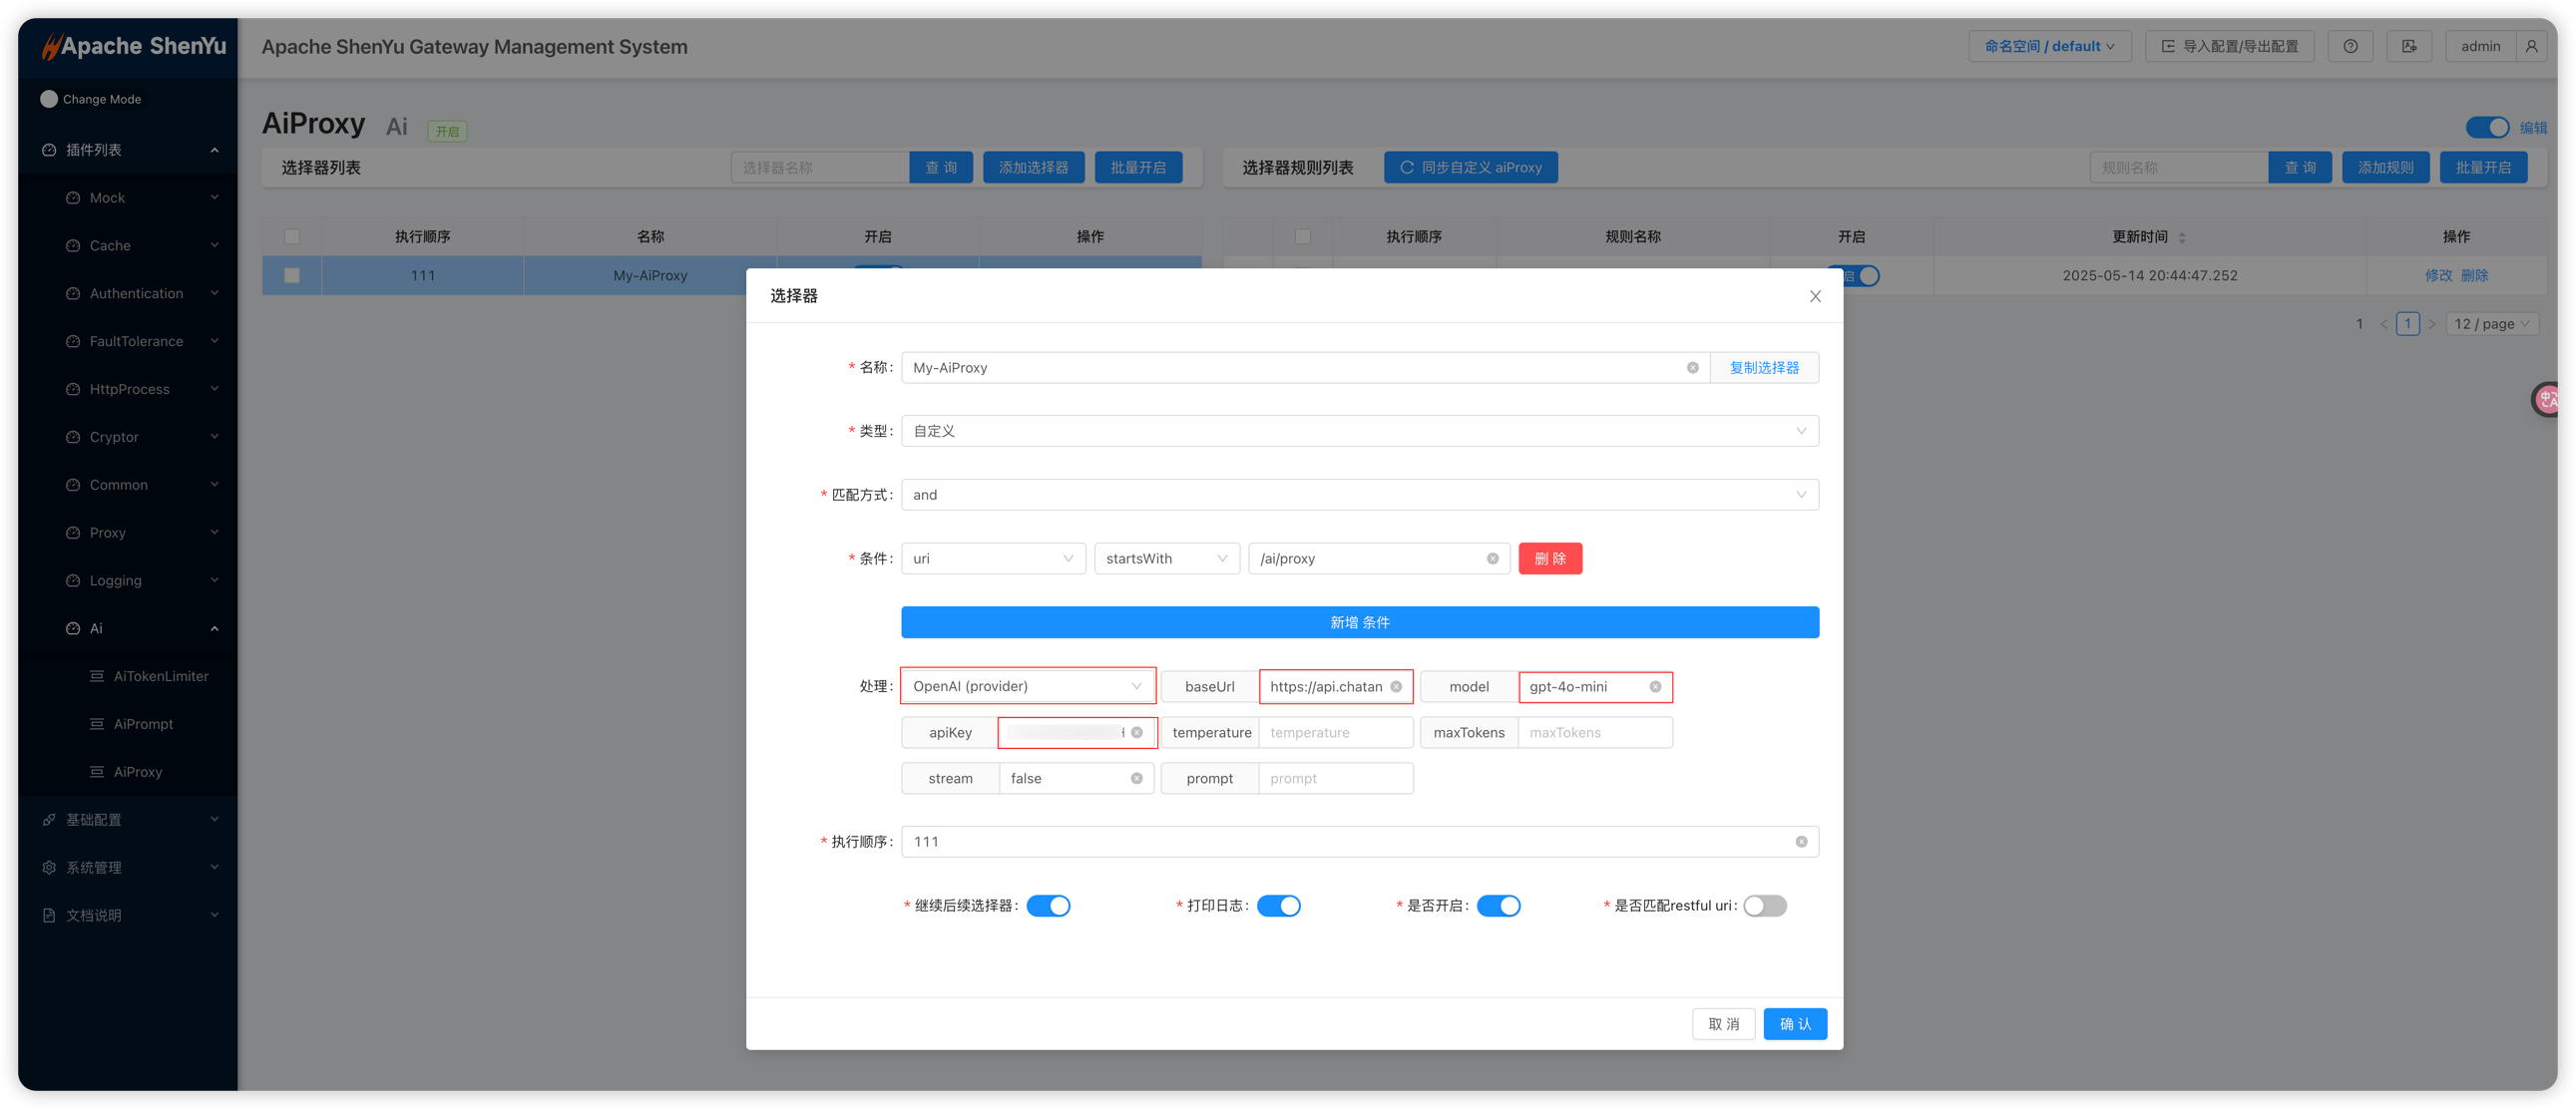 Apache ShenYu
Apache ShenYu Gateway Management System
命名空间 / default
导入配置/导出配置
admin
Change Mode
插件列表
Mock
Cache
Authentication
FaultTolerance
HttpProcess
Cryptor
Common
Proxy
Logging
Ai
AiTokenLimiter
AiPrompt
AiProxy
基础配置
系统管理
文档说明
AiProxy Ai 开启
编辑
选择器列表
选择器名称
查 询
添加选择器
批量开启
选择器规则列表
同步自定义 aiProxy
规则名称
查 询
添加规则
批量开启
执行顺序 名称 开启 操作
111 My-AiProxy
执行顺序 规则名称 开启 更新时间 操作
启 2025-05-14 20:44:47.252 修改 删除
1 < 1 > 12 / page
选择器
* 名称: My-AiProxy 复制选择器
* 类型: 自定义
* 匹配方式: and
* 条件: uri startsWith /ai/proxy 删 除
新增 条件
处理: OpenAI (provider) baseUrl https://api.chatan model gpt-4o-mini
apiKey temperature temperature maxTokens maxTokens
stream false prompt prompt
* 执行顺序: 111
* 继续后续选择器: * 打印日志: * 是否开启: * 是否匹配restful uri:
取 消 确 认